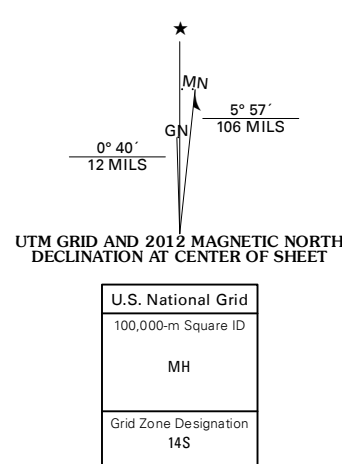 ★
MN
5° 57´
106 MILS
GN
0° 40´
12 MILS
UTM GRID AND 2012 MAGNETIC NORTH
DECLINATION AT CENTER OF SHEET
U.S. National Grid
100,000-m Square ID
MH
Grid Zone Designation
14S